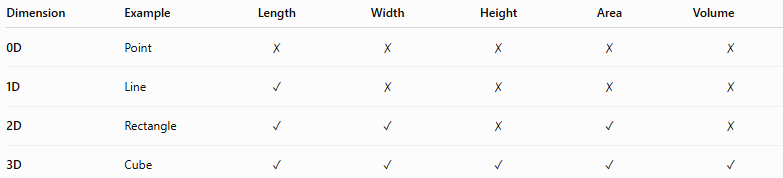 Dimension Example Length Width Height Area Volume
0D Point ✗ ✗ ✗ ✗ ✗
1D Line ✓ ✗ ✗ ✗ ✗
2D Rectangle ✓ ✓ ✗ ✓ ✗
3D Cube ✓ ✓ ✓ ✓ ✓